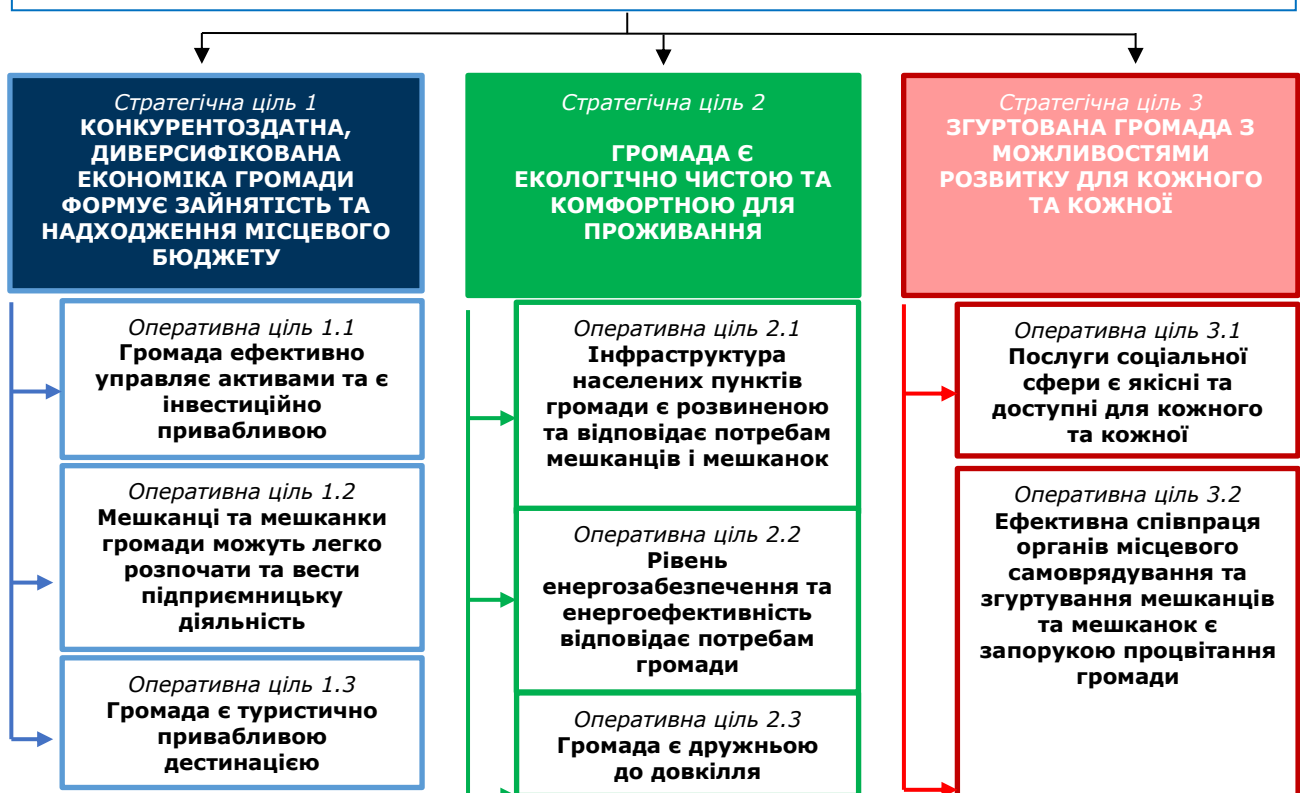 Стратегічна ціль 1
КОНКУРЕНТОЗДАТНА,
ДИВЕРСИФІКОВАНА
ЕКОНОМІКА ГРОМАДИ
ФОРМУЄ ЗАЙНЯТІСТЬ ТА
НАДХОДЖЕННЯ МІСЦЕВОГО
БЮДЖЕТУ
Оперативна ціль 1.1
Громада ефективно
управляє активами та є
інвестиційно
привабливою
Оперативна ціль 1.2
Мешканці та мешканки
громади можуть легко
розпочати та вести
підприємницьку
діяльність
Оперативна ціль 1.3
Громада є туристично
привабливою
дестинацією
Стратегічна ціль 2
ГРОМАДА Є
ЕКОЛОГІЧНО ЧИСТОЮ ТА
КОМФОРТНОЮ ДЛЯ
ПРОЖИВАННЯ
Оперативна ціль 2.1
Інфраструктура
населених пунктів
громади є розвиненою
та відповідає потребам
мешканців і мешканок
Оперативна ціль 2.2
Рівень
енергозабезпечення та
енергоефективність
відповідає потребам
громади
Оперативна ціль 2.3
Громада є дружньою
до довкілля
Стратегічна ціль 3
ЗГУРТОВАНА ГРОМАДА З
МОЖЛИВОСТЯМИ
РОЗВИТКУ ДЛЯ КОЖНОГО
ТА КОЖНОЇ
Оперативна ціль 3.1
Послуги соціальної
сфери є якісні та
доступні для кожного
та кожної
Оперативна ціль 3.2
Ефективна співпраця
органів місцевого
самоврядування та
згуртування мешканців
та мешканок є
запорукою процвітання
громади